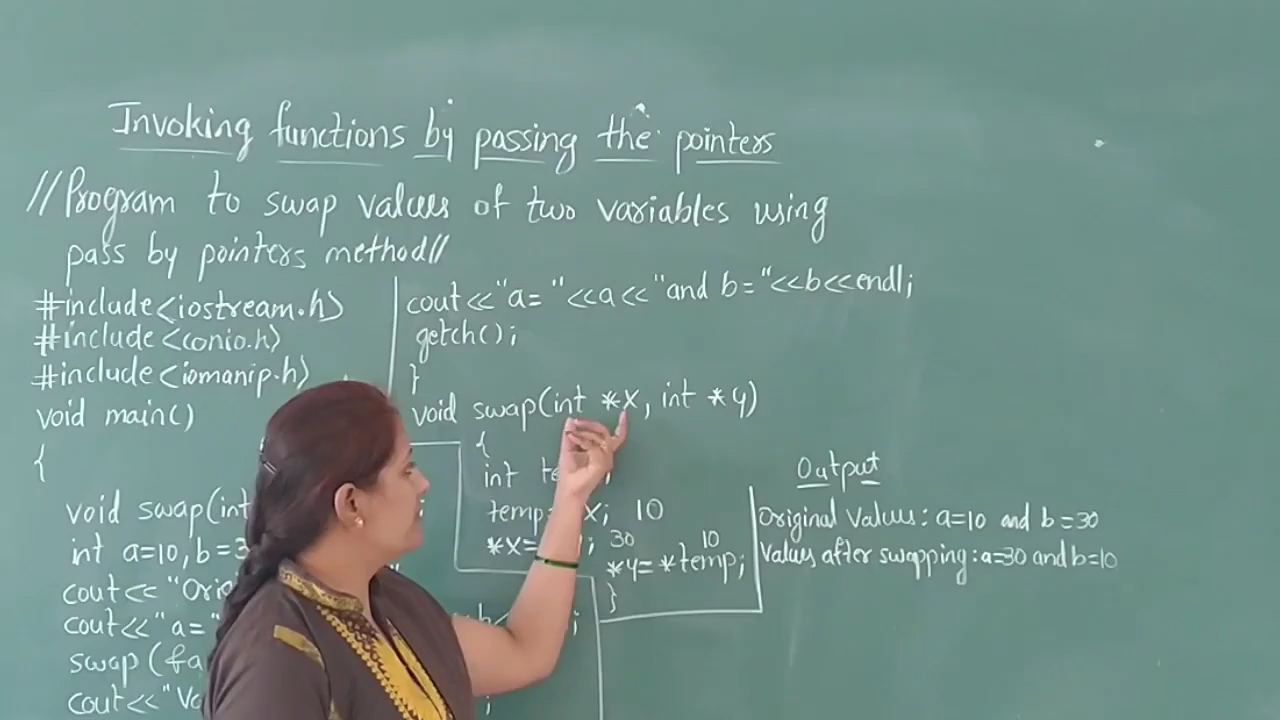 Invoking functions by passing the pointers
//Program to swap values of two variables using
pass by pointers method//
#include<iostream.h>
#include <conio.h>
#include <iomanip.h>
void main()
{
void swap(int
int a=10, b=3
cout<< "Ori
cout<<"a="
swap (&a
cout<<"Va
cout<<"a= "<<a<<"and b="<<b<<endl;
getch();
}
void swap(int *x, int *y)
{
int te ;
temp= x; 10
*x= ; 30
10
*y= *temp;
}
Output
Original Values: a=10 and b=30
Values after swapping: a=30 and b=10